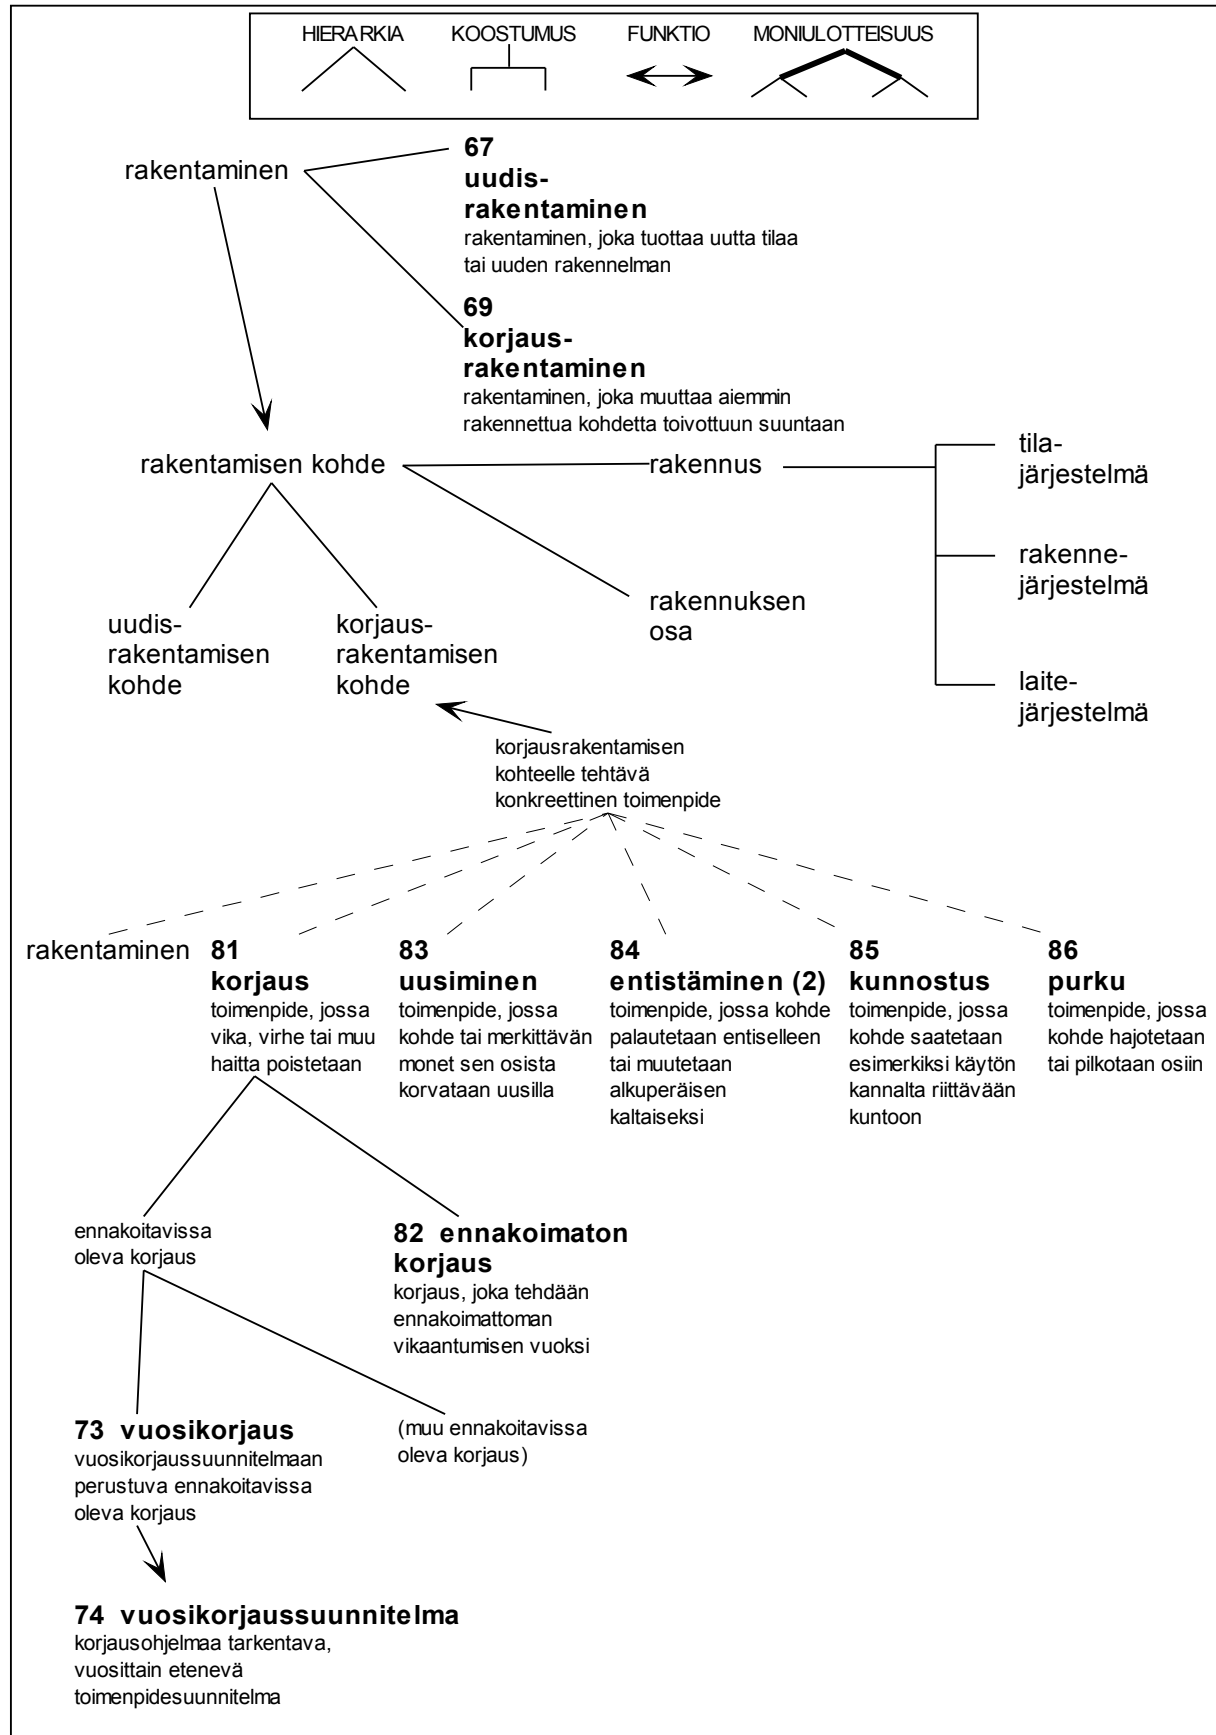 HIERARKIA KOOSTUMUS FUNKTIO MONIULOTTEISUUS
rakentaminen
67
uudis-
rakentaminen
rakentaminen, joka tuottaa uutta tilaa
tai uuden rakennelman
69
korjaus-
rakentaminen
rakentaminen, joka muuttaa aiemmin
rakennettua kohdetta toivottuun suuntaan
rakentamisen kohde
rakennus
tila-
järjestelmä
rakenne-
järjestelmä
laite-
järjestelmä
rakennuksen
osa
uudis-
rakentamisen
kohde
korjaus-
rakentamisen
kohde
korjausrakentamisen
kohteelle tehtävä
konkreettinen toimenpide
rakentaminen
81
korjaus
toimenpide, jossa
vika, virhe tai muu
haitta poistetaan
83
uusiminen
toimenpide, jossa
kohde tai merkittävän
monet sen osista
korvataan uusilla
84
entistäminen (2)
toimenpide, jossa kohde
palautetaan entiselleen
tai muutetaan
alkuperäisen
kaltaiseksi
85
kunnostus
toimenpide, jossa
kohde saatetaan
esimerkiksi käytön
kannalta riittävään
kuntoon
86
purku
toimenpide, jossa
kohde hajotetaan
tai pilkotaan osiin
ennakoitavissa
oleva korjaus
82 ennakoimaton
korjaus
korjaus, joka tehdään
ennakoimattoman
vikaantumisen vuoksi
73 vuosikorjaus
vuosikorjaussuunnitelmaan
perustuva ennakoitavissa
oleva korjaus
(muu ennakoitavissa
oleva korjaus)
74 vuosikorjaussuunnitelma
korjausohjelmaa tarkentava,
vuosittain etenevä
toimenpidesuunnitelma